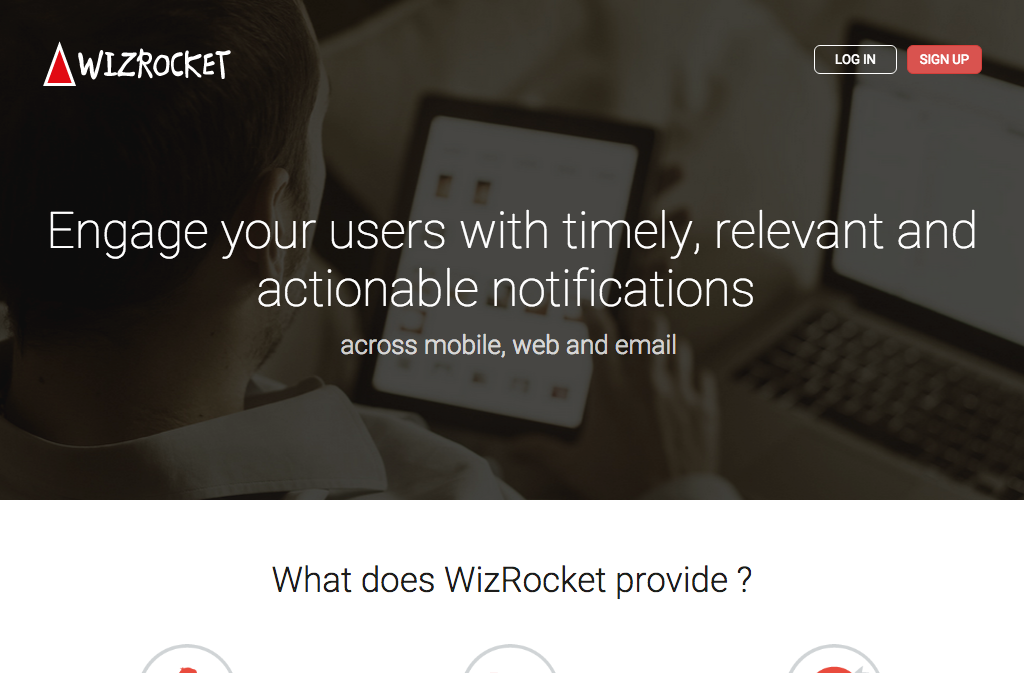 WIZROCKET
LOG IN
SIGN UP
Engage your users with timely, relevant and
actionable notifications
across mobile, web and email
What does WizRocket provide ?